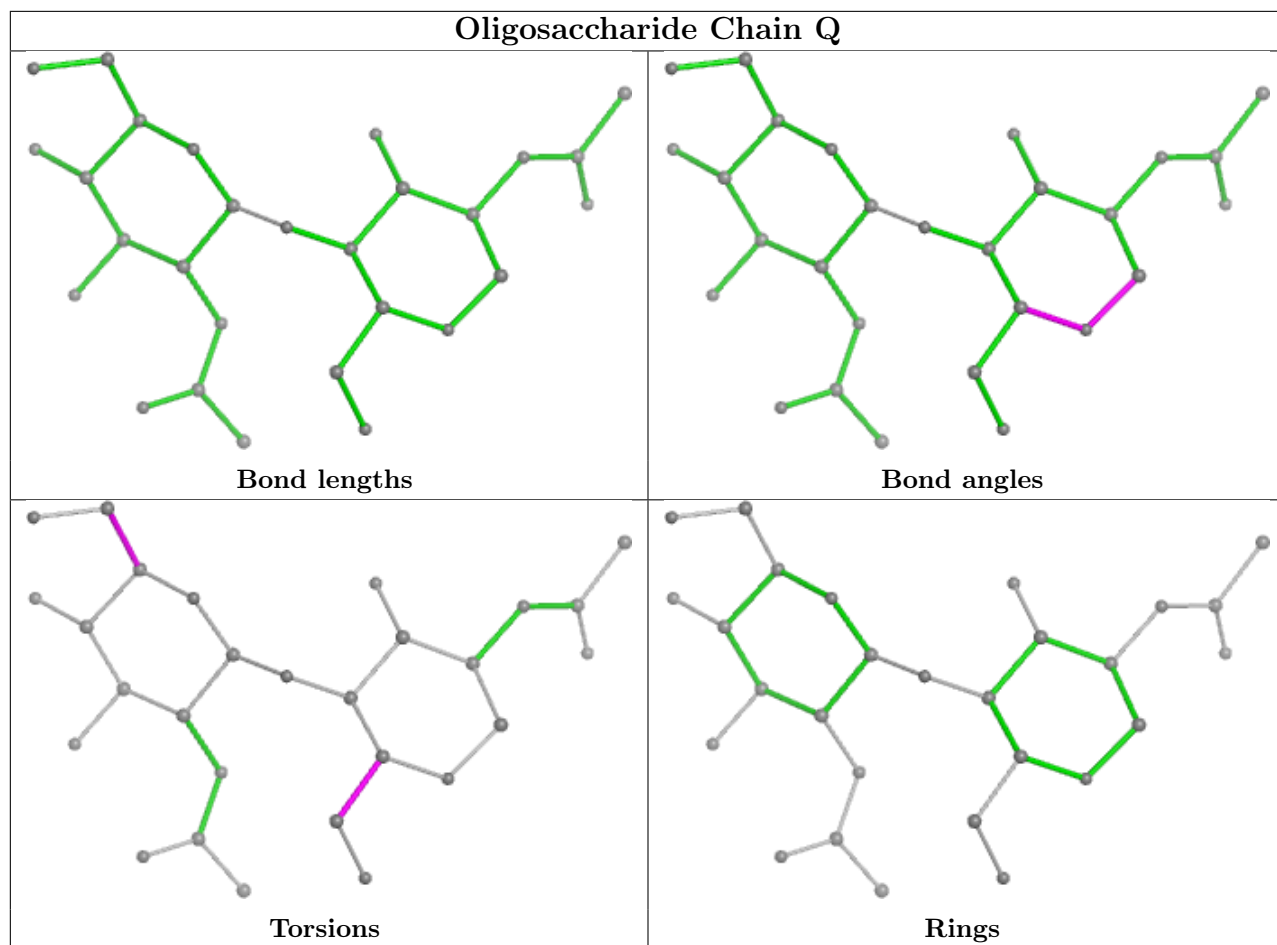 Oligosaccharide Chain Q
Bond lengths
Bond angles
Torsions
Rings